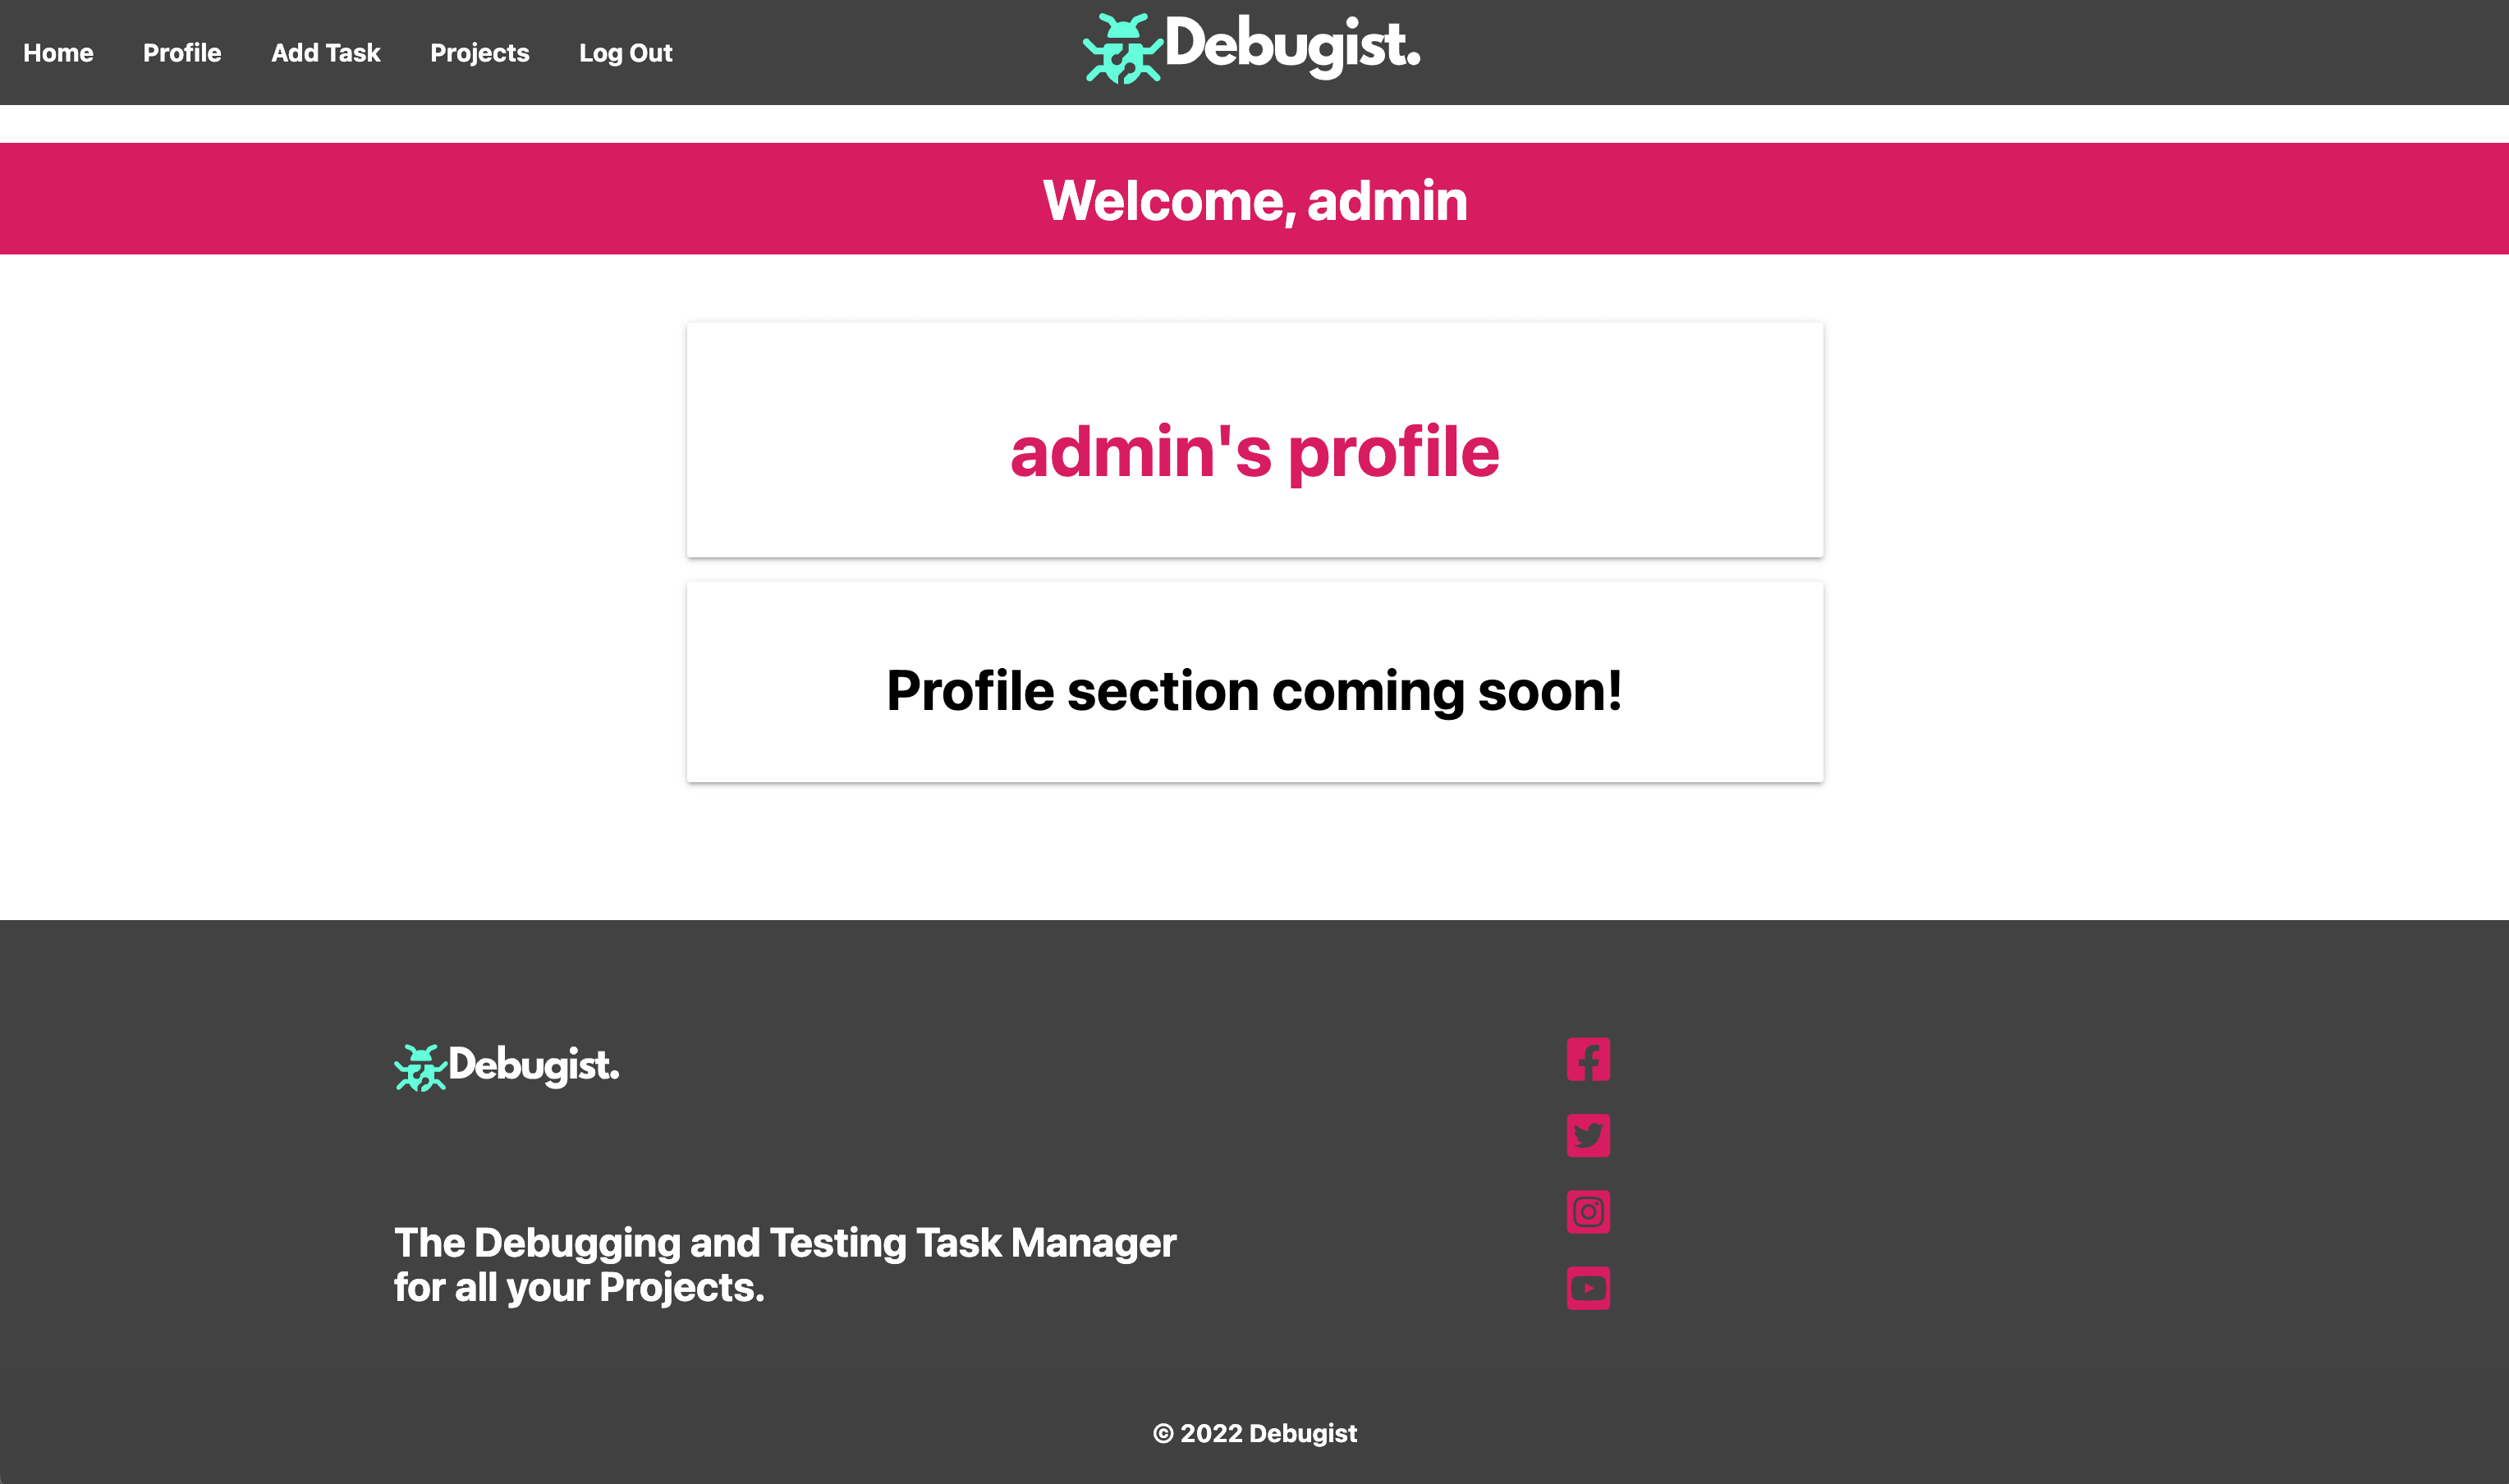 Home Profile Add Task Projects Log Out
Debugist.
Welcome, admin
admin's profile
Profile section coming soon!
Debugist.
The Debugging and Testing Task Manager
for all your Projects.
© 2022 Debugist